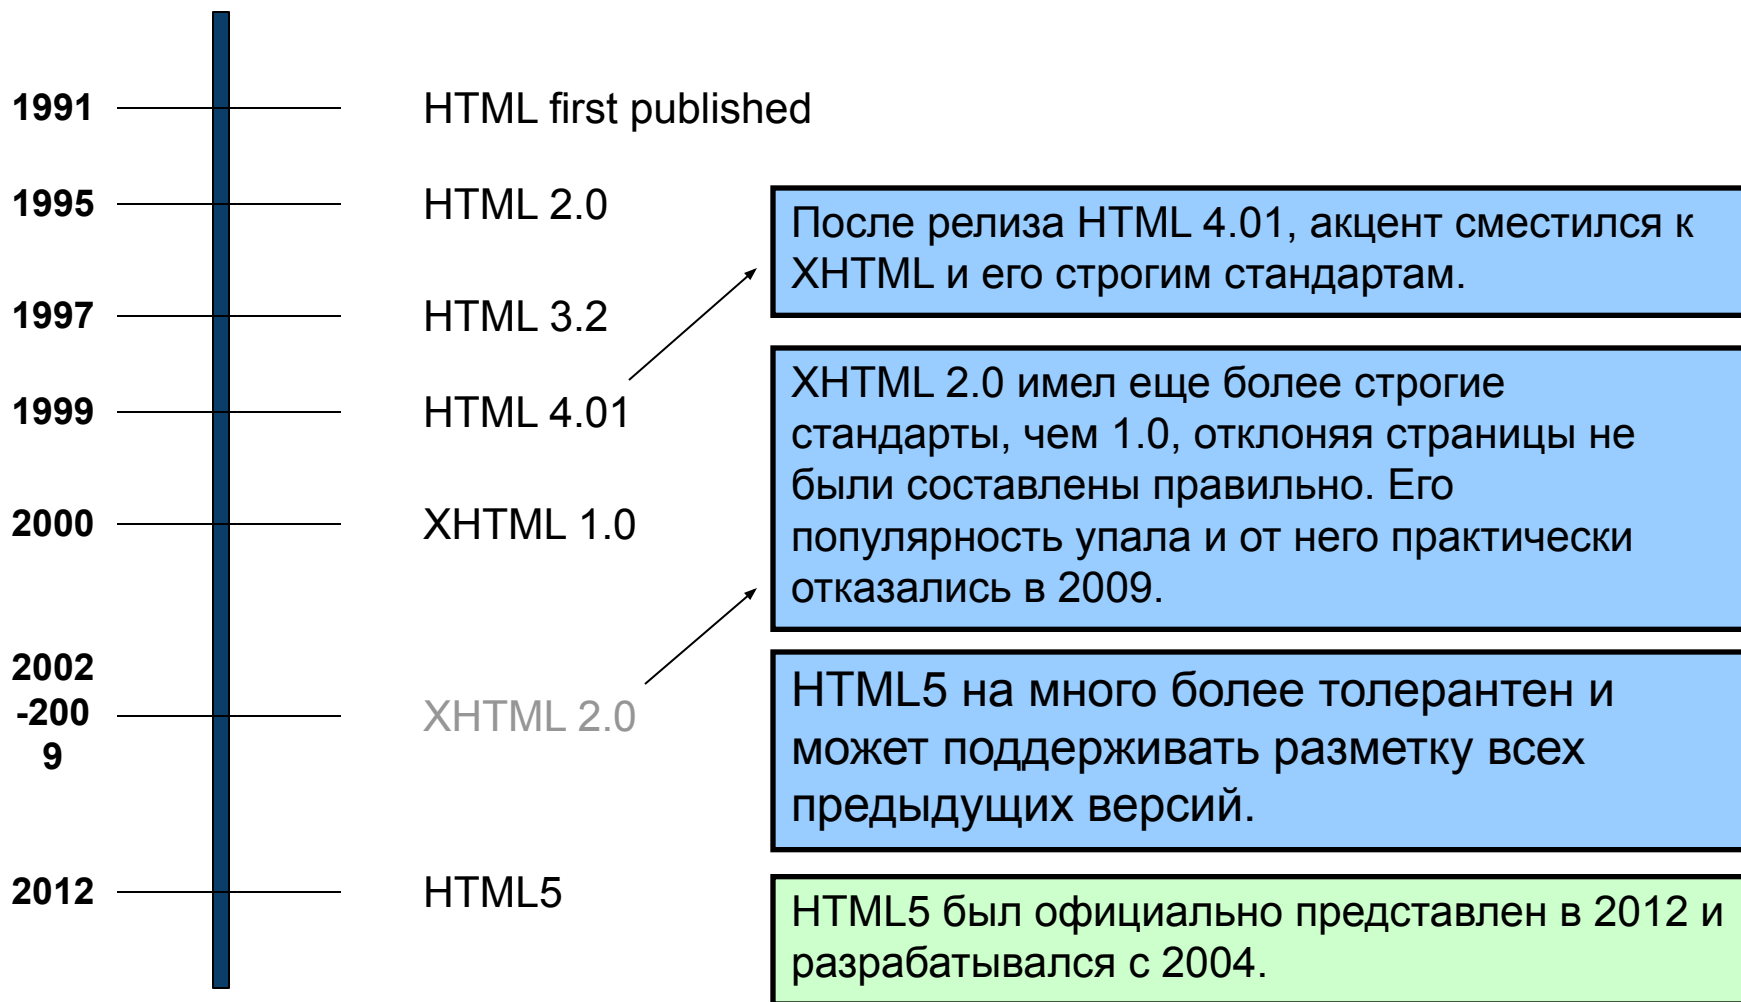 1991
HTML first published
1995
HTML 2.0
1997
HTML 3.2
1999
HTML 4.01
2000
XHTML 1.0
2002
-200
9
XHTML 2.0
2012
HTML5
После релиза HTML 4.01, акцент сместился к
XHTML и его строгим стандартам.
XHTML 2.0 имел еще более строгие
стандарты, чем 1.0, отклоняя страницы не
были составлены правильно. Его
популярность упала и от него практически
отказались в 2009.
HTML5 на много более толерантен и
может поддерживать разметку всех
предыдущих версий.
HTML5 был официально представлен в 2012 и
разрабатывался с 2004.